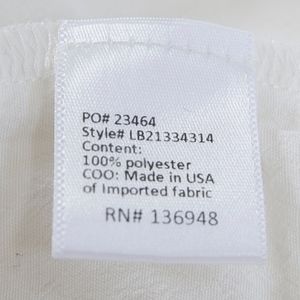 PO# 23464
Style# LB21334314
Content:
100% polyester
COO: Made in USA
of Imported fabric
RN# 136948